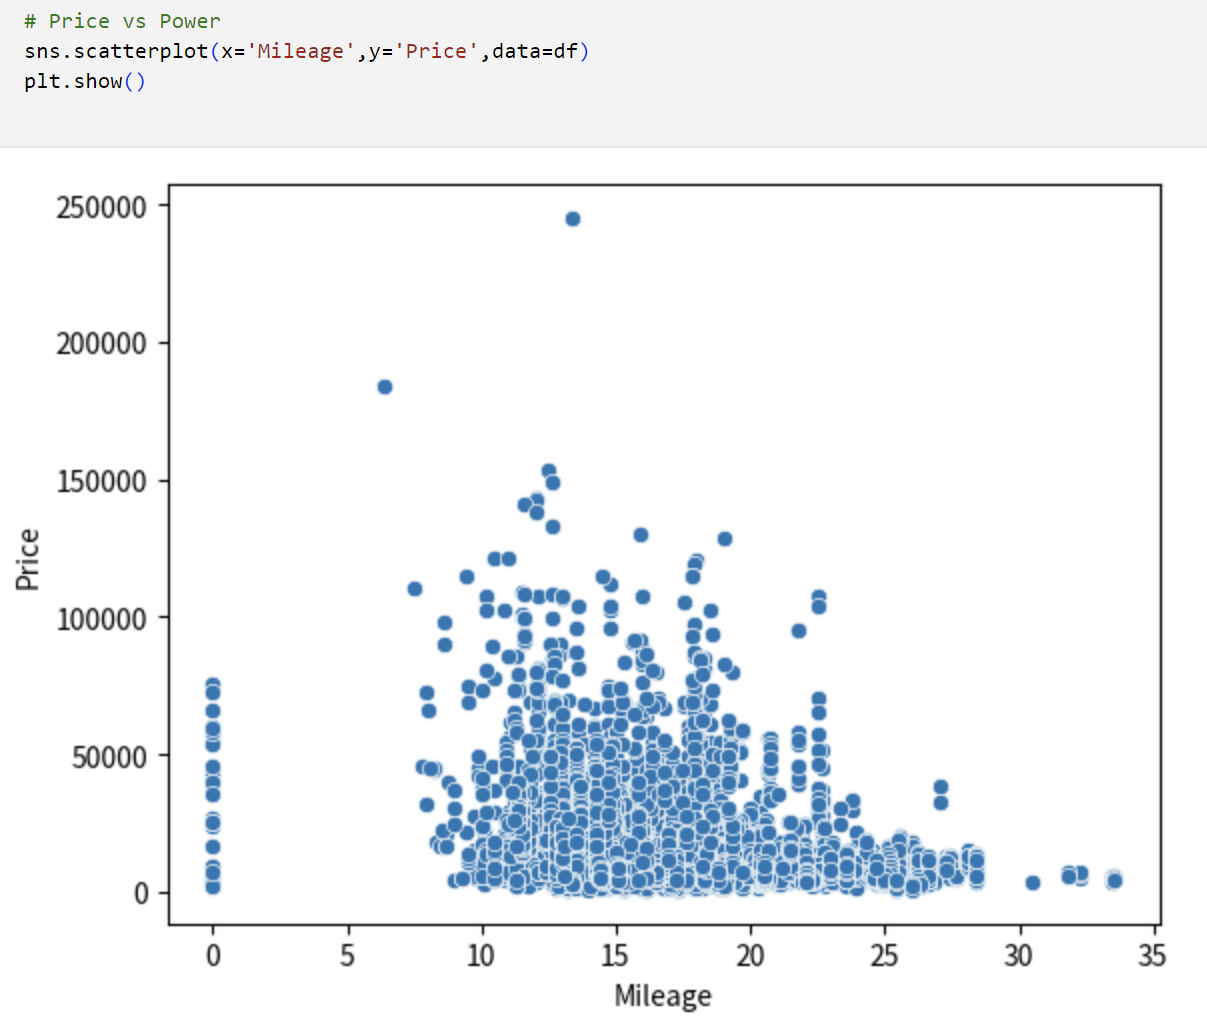 # Price vs Power
sns.scatterplot(x='Mileage',y='Price',data=df)
plt.show()
250000
200000
150000
100000
50000
0
Price
0 5 10 15 20 25 30 35
Mileage